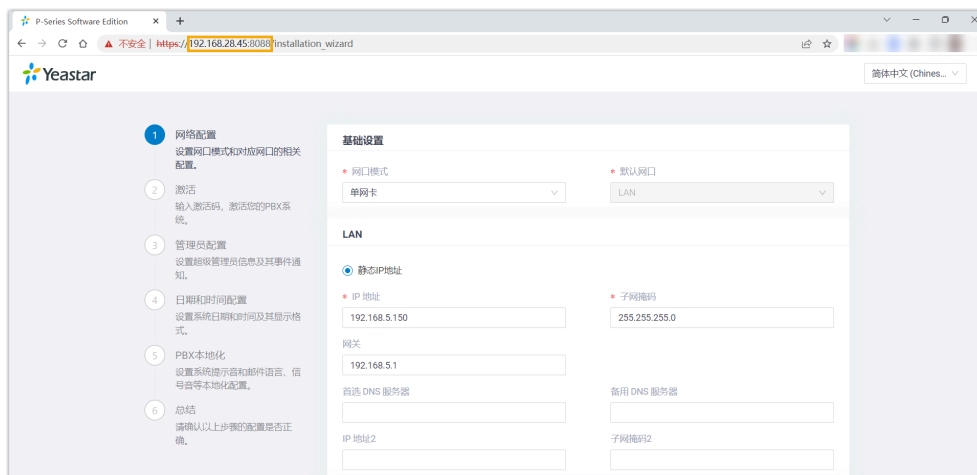 P-Series Software Edition
不安全 | https://192.168.28.45:8088/installation_wizard
Yeastar
简体中文 (Chines...
1
网络配置
设置网口模式和对应网口的相关
配置。
2
激活
输入激活码，激活您的PBX系
统。
3
管理员配置
设置超级管理员信息及其事件通
知。
4
日期和时间配置
设置系统日期和时间及其显示格
式。
5
PBX本地化
设置系统提示音和邮件语言、信
号音等本地化配置。
6
总结
请确认以上步骤的配置是否正
确。
基础设置
* 网口模式
* 默认网口
单网卡
LAN
LAN
静态IP地址
* IP 地址
* 子网掩码
192.168.5.150
255.255.255.0
网关
192.168.5.1
首选 DNS 服务器
备用 DNS 服务器
IP 地址2
子网掩码2